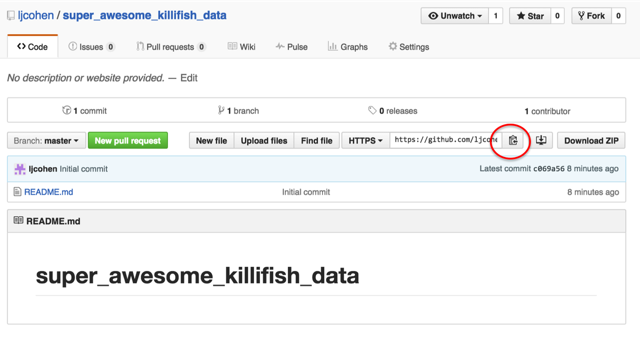 ljcohen / super_awesome_killifish_data Unwatch 1 Star 0 Fork 0
Code Issues 0 Pull requests 0 Wiki Pulse Graphs Settings
No description or website provided. — Edit
1 commit 1 branch 0 releases 1 contributor
Branch: master New pull request New file Upload files Find file HTTPS https://github.com/ljcohe Download ZIP
ljcohen Initial commit Latest commit c069a56 8 minutes ago
README.md Initial commit 8 minutes ago
README.md
super_awesome_killifish_data